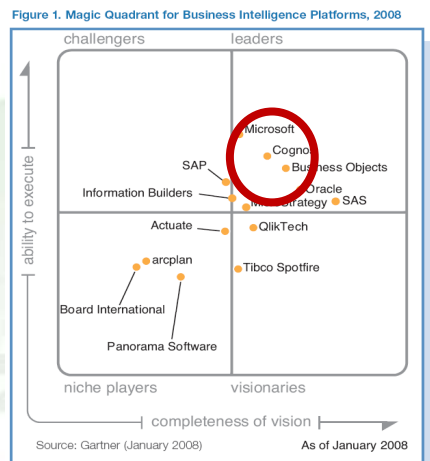 Figure 1. Magic Quadrant for Business Intelligence Platforms, 2008
challengers
leaders
ability to execute
Microsoft
Cogno
SAP
Business Objects
Oracle
Information Builders
SAS
Strategy
Actuate
QlikTech
arcplan
Tibco Spotfire
Board International
Panorama Software
niche players
visionaries
completeness of vision
Source: Gartner (January 2008)
As of January 2008